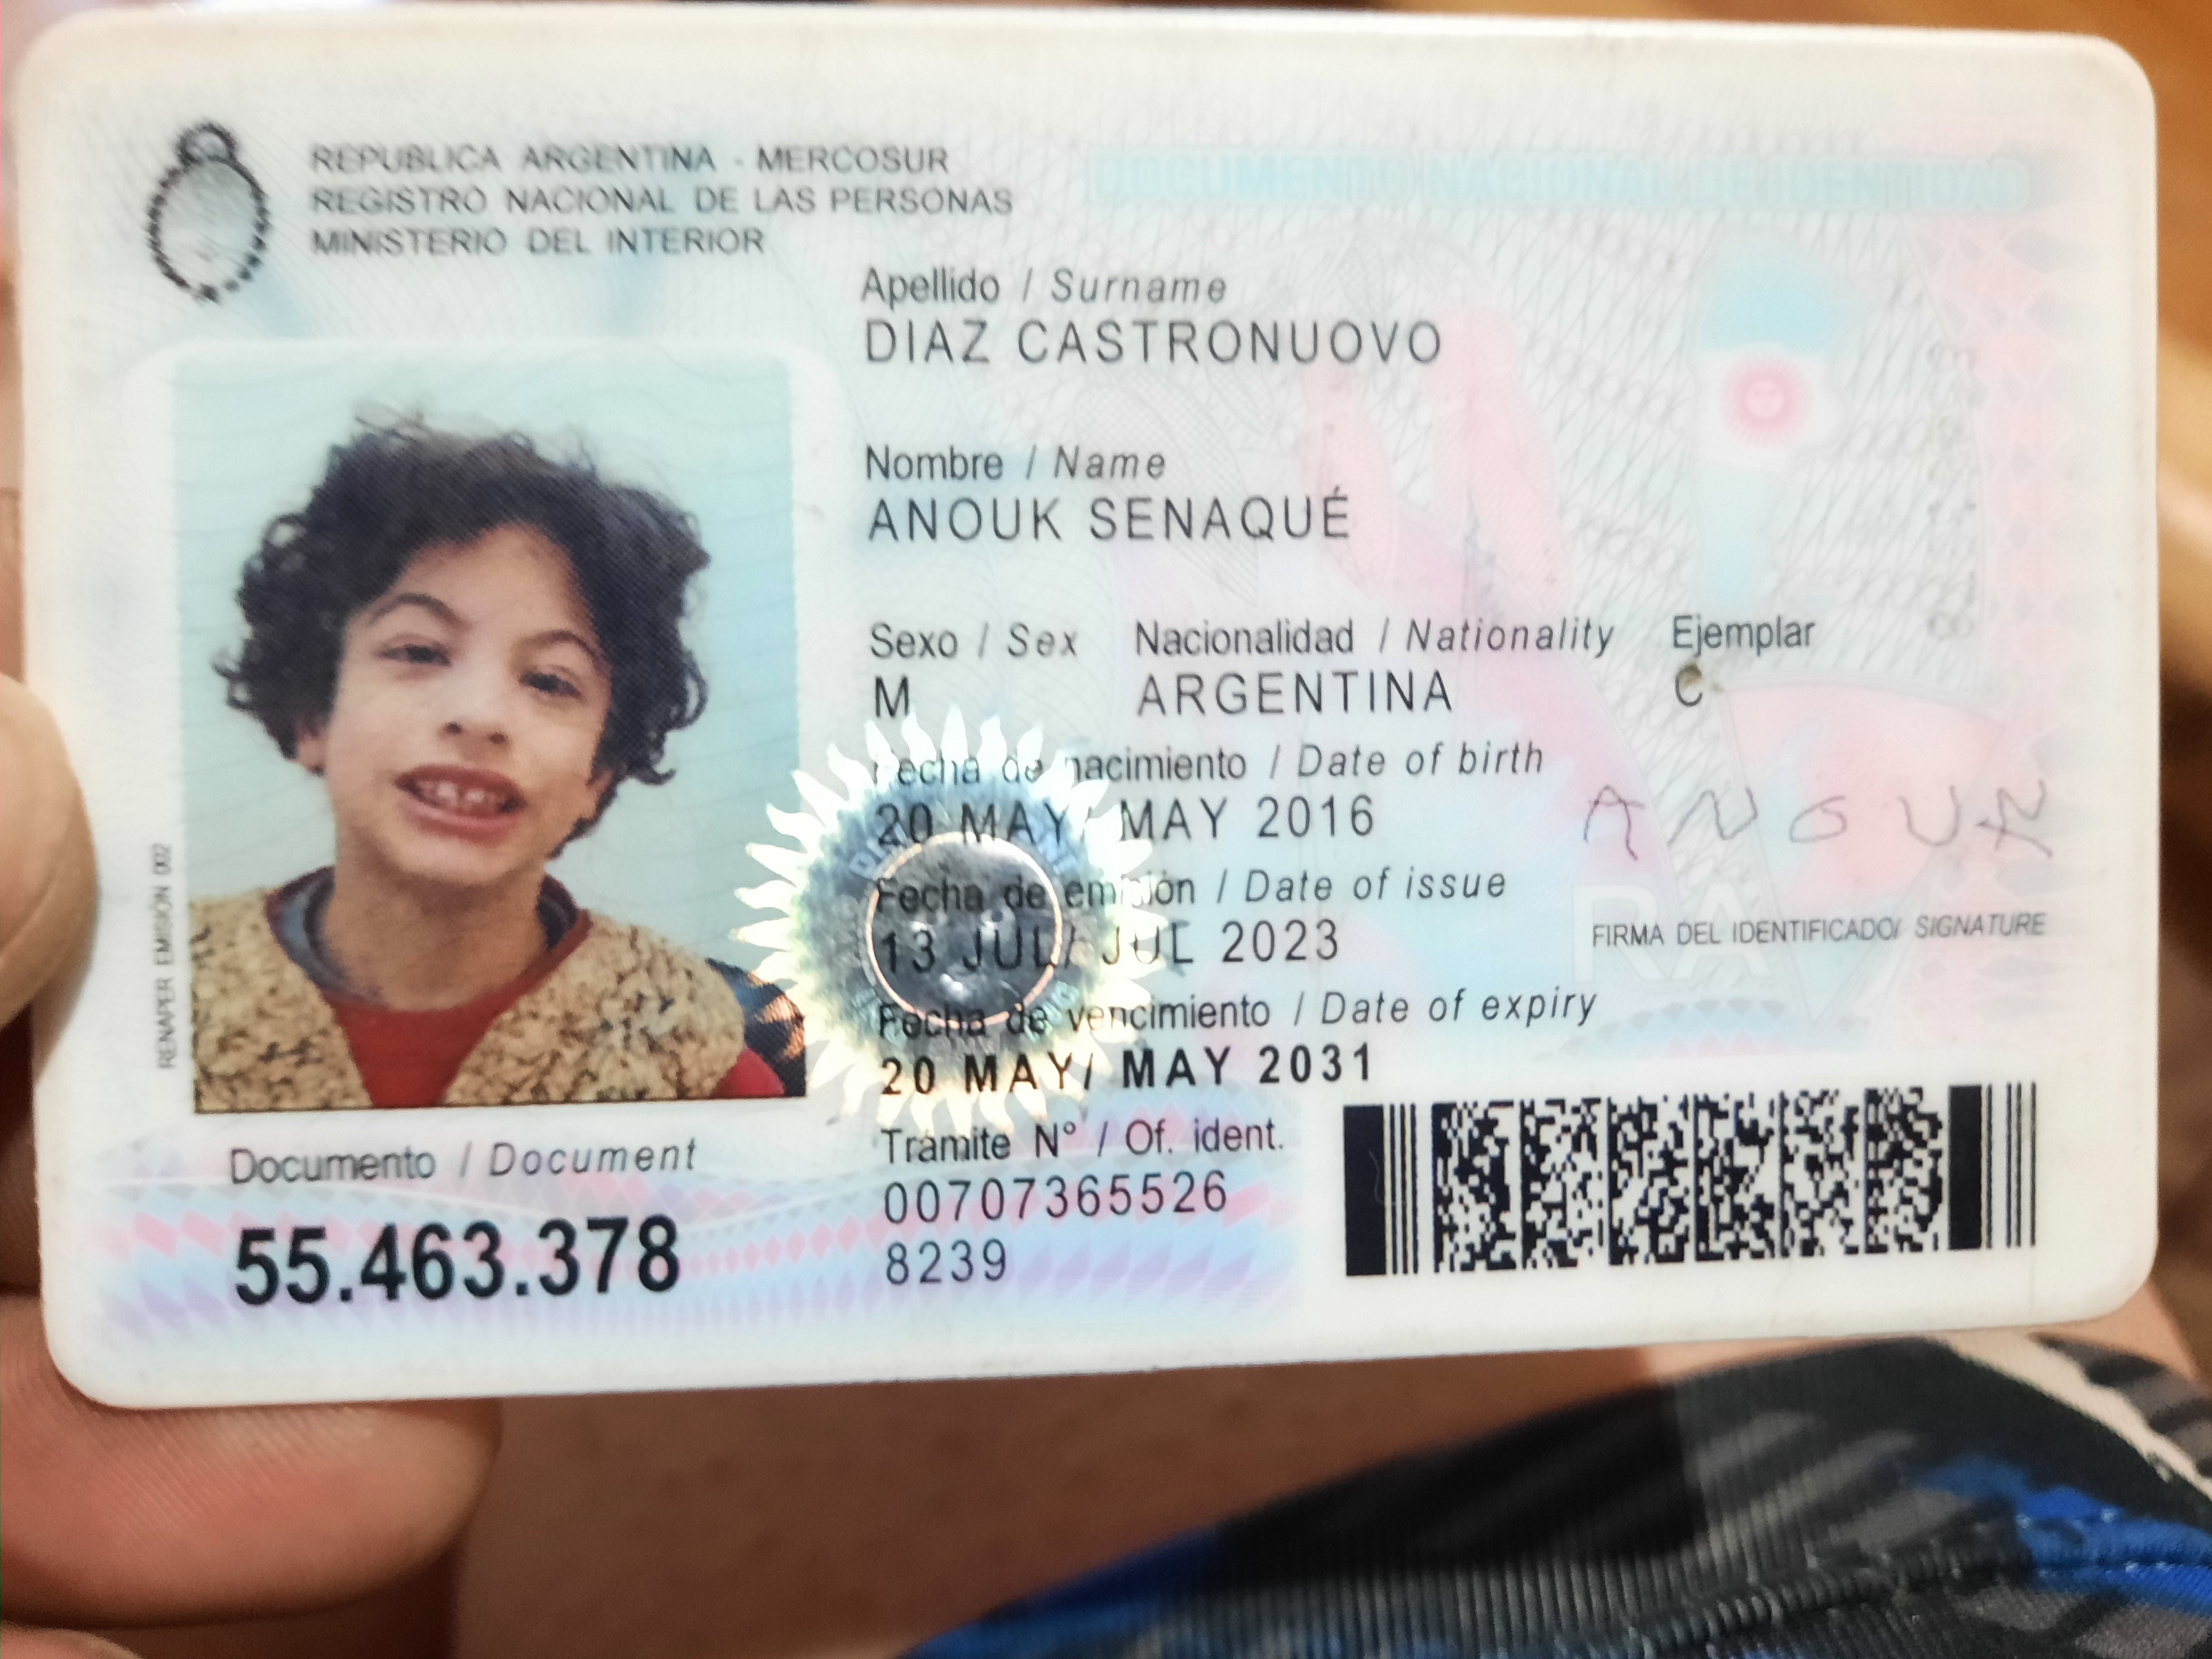 REPUBLICA ARGENTINA - MERCOSUR
REGISTRO NACIONAL DE LAS PERSONAS
MINISTERIO DEL INTERIOR
RENAPER EMISIÓN 002
Apellido / Surname
DIAZ CASTRONUOVO
Nombre / Name
ANOUK SENAQUÉ
Sexo / Sex Nacionalidad / Nationality Ejemplar
M ARGENTINA C
Fecha de nacimiento / Date of birth
20 MAY/ MAY 2016
Fecha de emisión / Date of issue
13 JUL/ JUL 2023
Fecha de vencimiento / Date of expiry
20 MAY/ MAY 2031
ANOUK
FIRMA DEL IDENTIFICADO/ SIGNATURE
Documento / Document
55.463.378
Trámite N° / Of. ident.
00707365526
8239